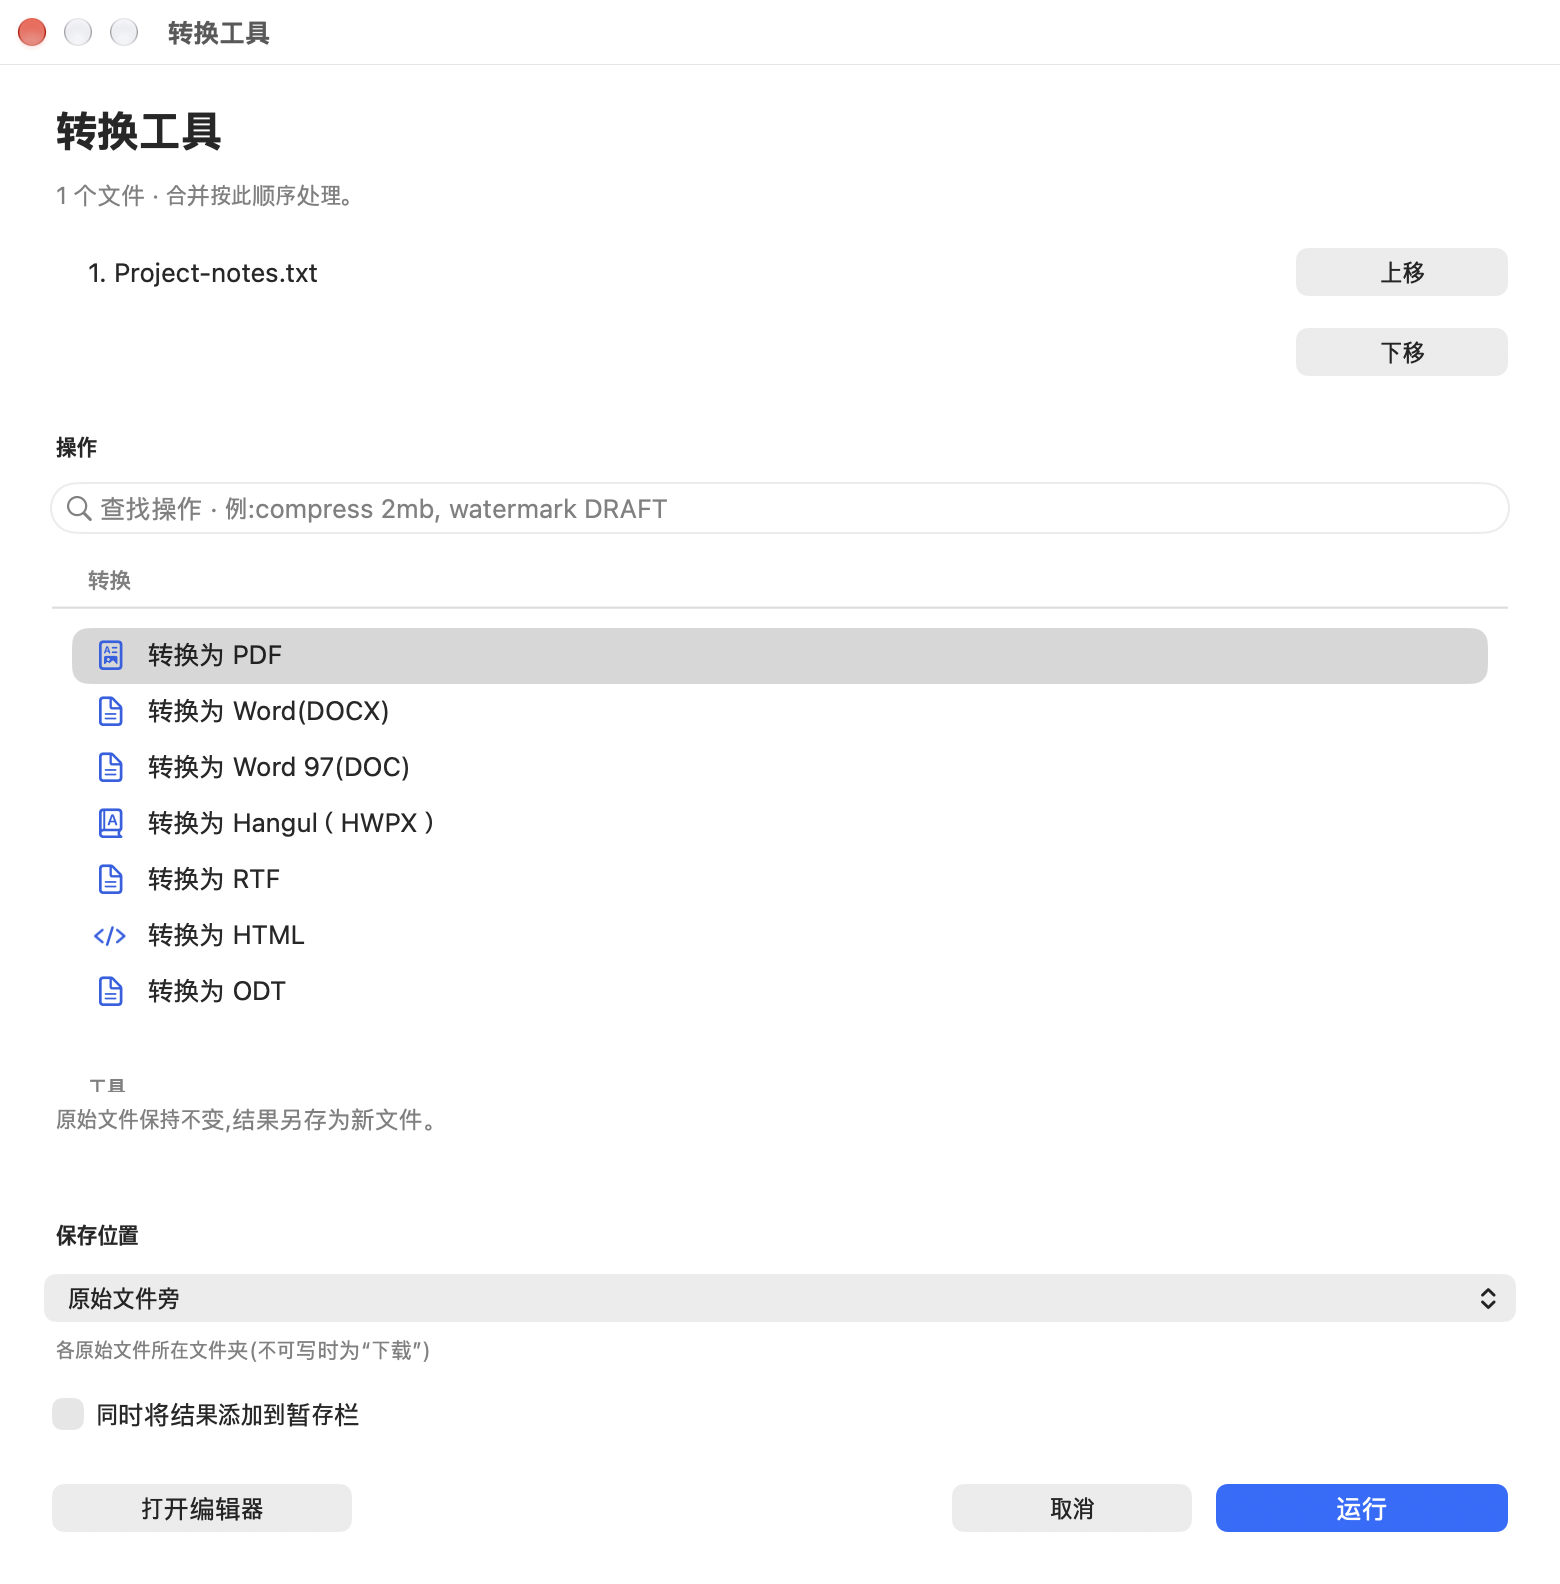 转换工具
转换工具
1 个文件 · 合并按此顺序处理。
1. Project-notes.txt
上移
下移
操作
查找操作 · 例:compress 2mb, watermark DRAFT
转换
转换为 PDF
转换为 Word(DOCX)
转换为 Word 97(DOC)
转换为 Hangul（HWPX）
转换为 RTF
转换为 HTML
转换为 ODT
工具
原始文件保持不变,结果另存为新文件。
保存位置
原始文件旁
各原始文件所在文件夹(不可写时为“下载”)
同时将结果添加到暂存栏
打开编辑器
取消
运行